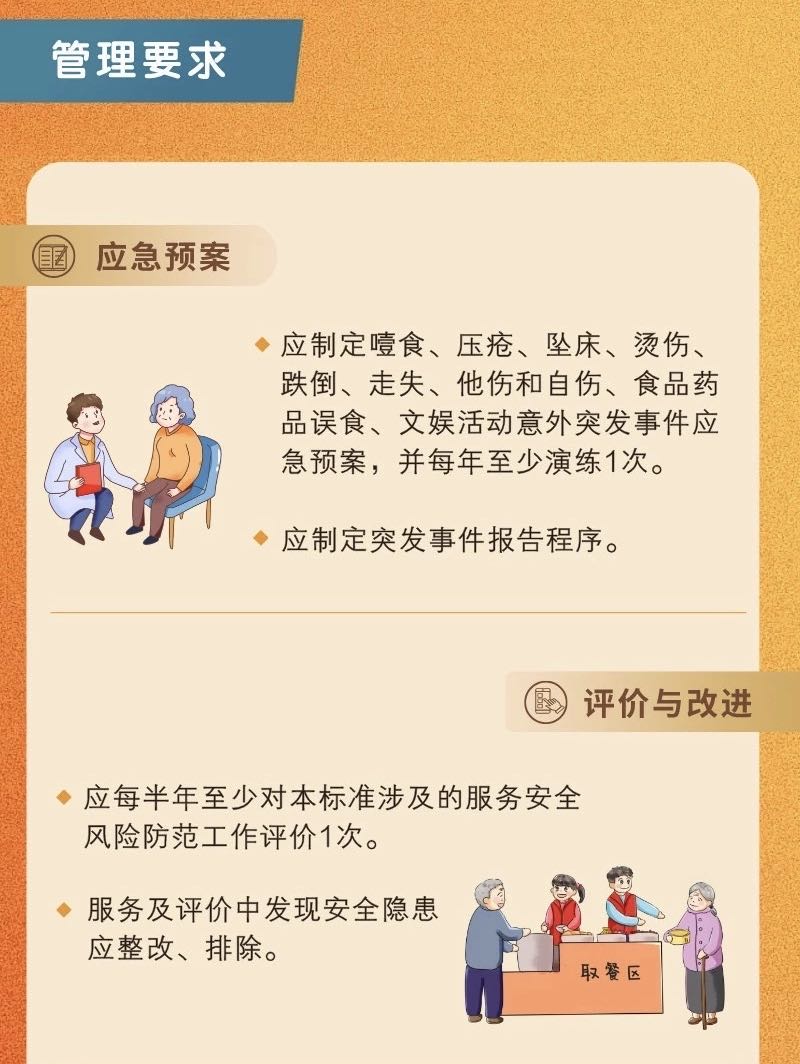 管理要求
应急预案
应制定噎食、压疮、坠床、烫伤、
跌倒、走失、他伤和自伤、食品药
品误食、文娱活动意外突发事件应
急预案，并每年至少演练1次。
应制定突发事件报告程序。
评价与改进
应每半年至少对本标准涉及的服务安全
风险防范工作评价1次。
服务及评价中发现安全隐患
应整改、排除。
取餐区